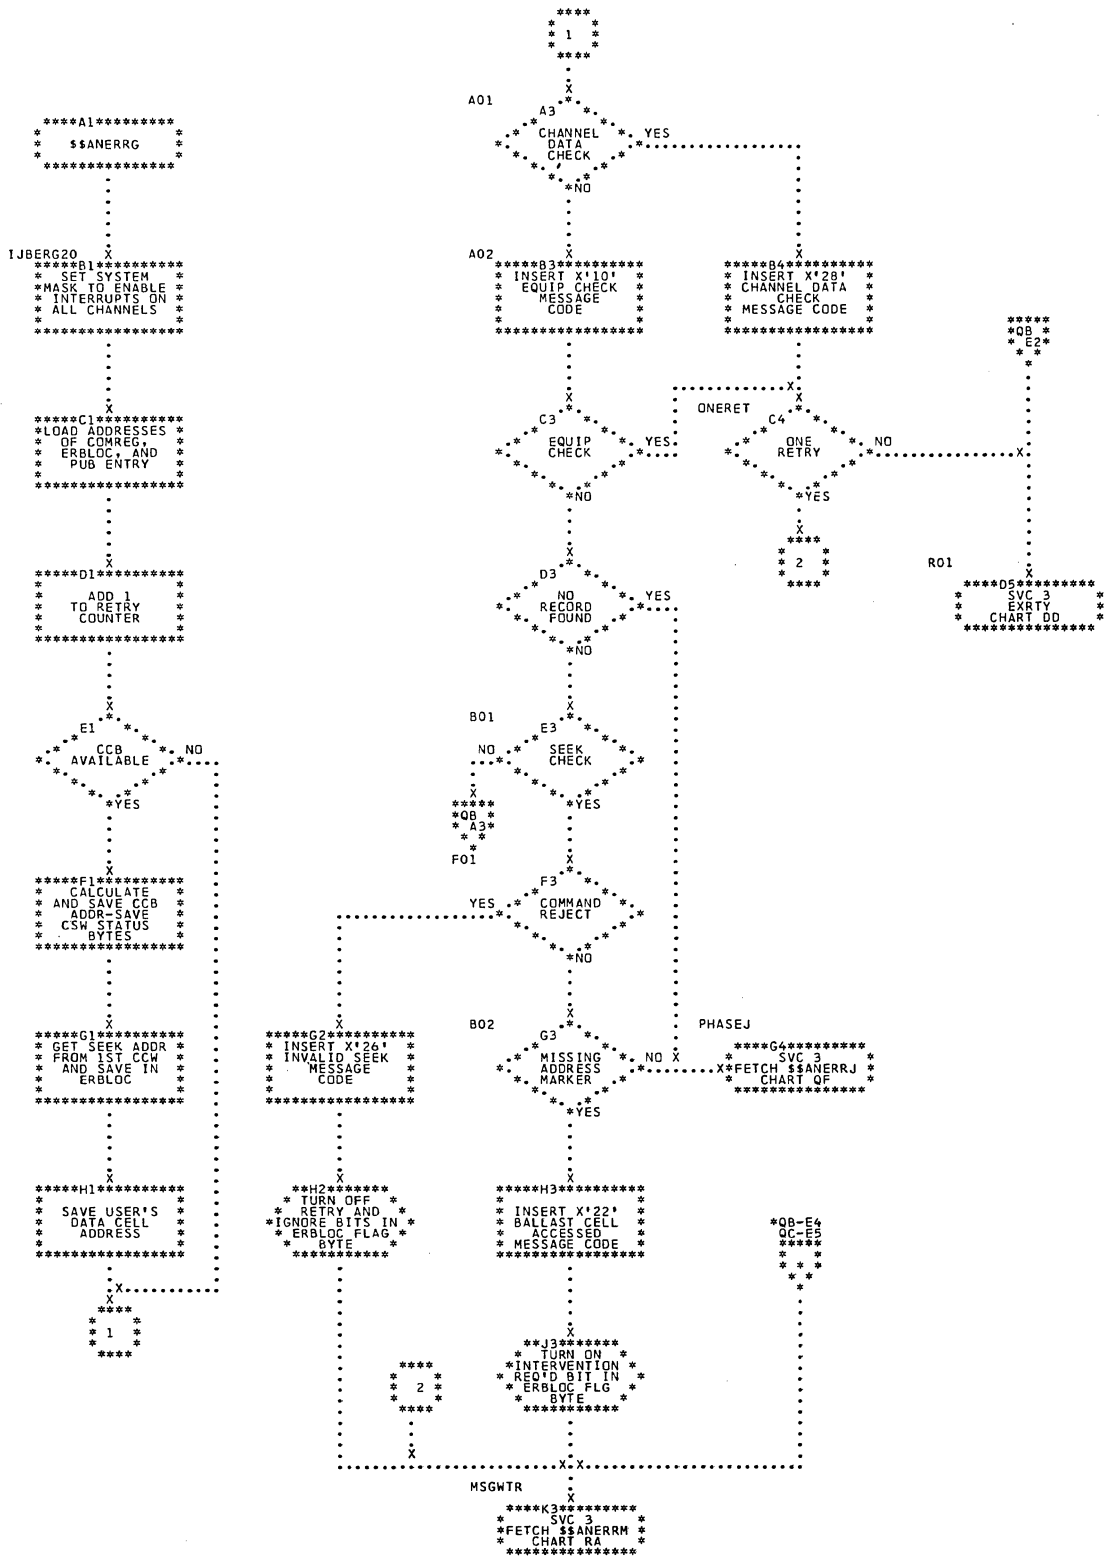 1
A01
A3
CHANNEL
DATA
CHECK
YES
NO
A1
$$ANERRG
IJBERG20
B1
SET SYSTEM
MASK TO ENABLE
INTERRUPTS ON
ALL CHANNELS
A02
B3
INSERT X'10'
EQUIP CHECK
MESSAGE
CODE
B4
INSERT X'28'
CHANNEL DATA
CHECK
MESSAGE CODE
QB
E2
C1
LOAD ADDRESSES
OF COMREG,
ERBLOC, AND
PUB ENTRY
C3
EQUIP
CHECK
YES
NO
ONERET
C4
ONE
RETRY
NO
YES
2
R01
D5
SVC 3
EXRTY
CHART DD
D1
ADD 1
TO RETRY
COUNTER
D3
NO
RECORD
FOUND
YES
NO
E1
CCB
AVAILABLE
NO
YES
B01
E3
SEEK
CHECK
NO
YES
QB
A3
F01
F1
CALCULATE
AND SAVE CCB
ADDR-SAVE
CSW STATUS
BYTES
F3
COMMAND
REJECT
YES
NO
G1
GET SEEK ADDR
FROM 1ST CCW
AND SAVE IN
ERBLOC
G2
INSERT X'26'
INVALID SEEK
MESSAGE
CODE
B02
G3
MISSING
ADDRESS
MARKER
NO
YES
PHASEJ
G4
SVC 3
FETCH $$ANERRJ
CHART QF
H1
SAVE USER'S
DATA CELL
ADDRESS
H2
TURN OFF
RETRY AND
IGNORE BITS IN
ERBLOC FLAG
BYTE
H3
INSERT X'22'
BALLAST CELL
ACCESSED
MESSAGE CODE
*QB-E4
QC-E5
1
2
J3
TURN ON
INTERVENTION
REQ'D BIT IN
ERBLOC FLG
BYTE
MSGWTR
K3
SVC 3
FETCH $$ANERRM
CHART RA